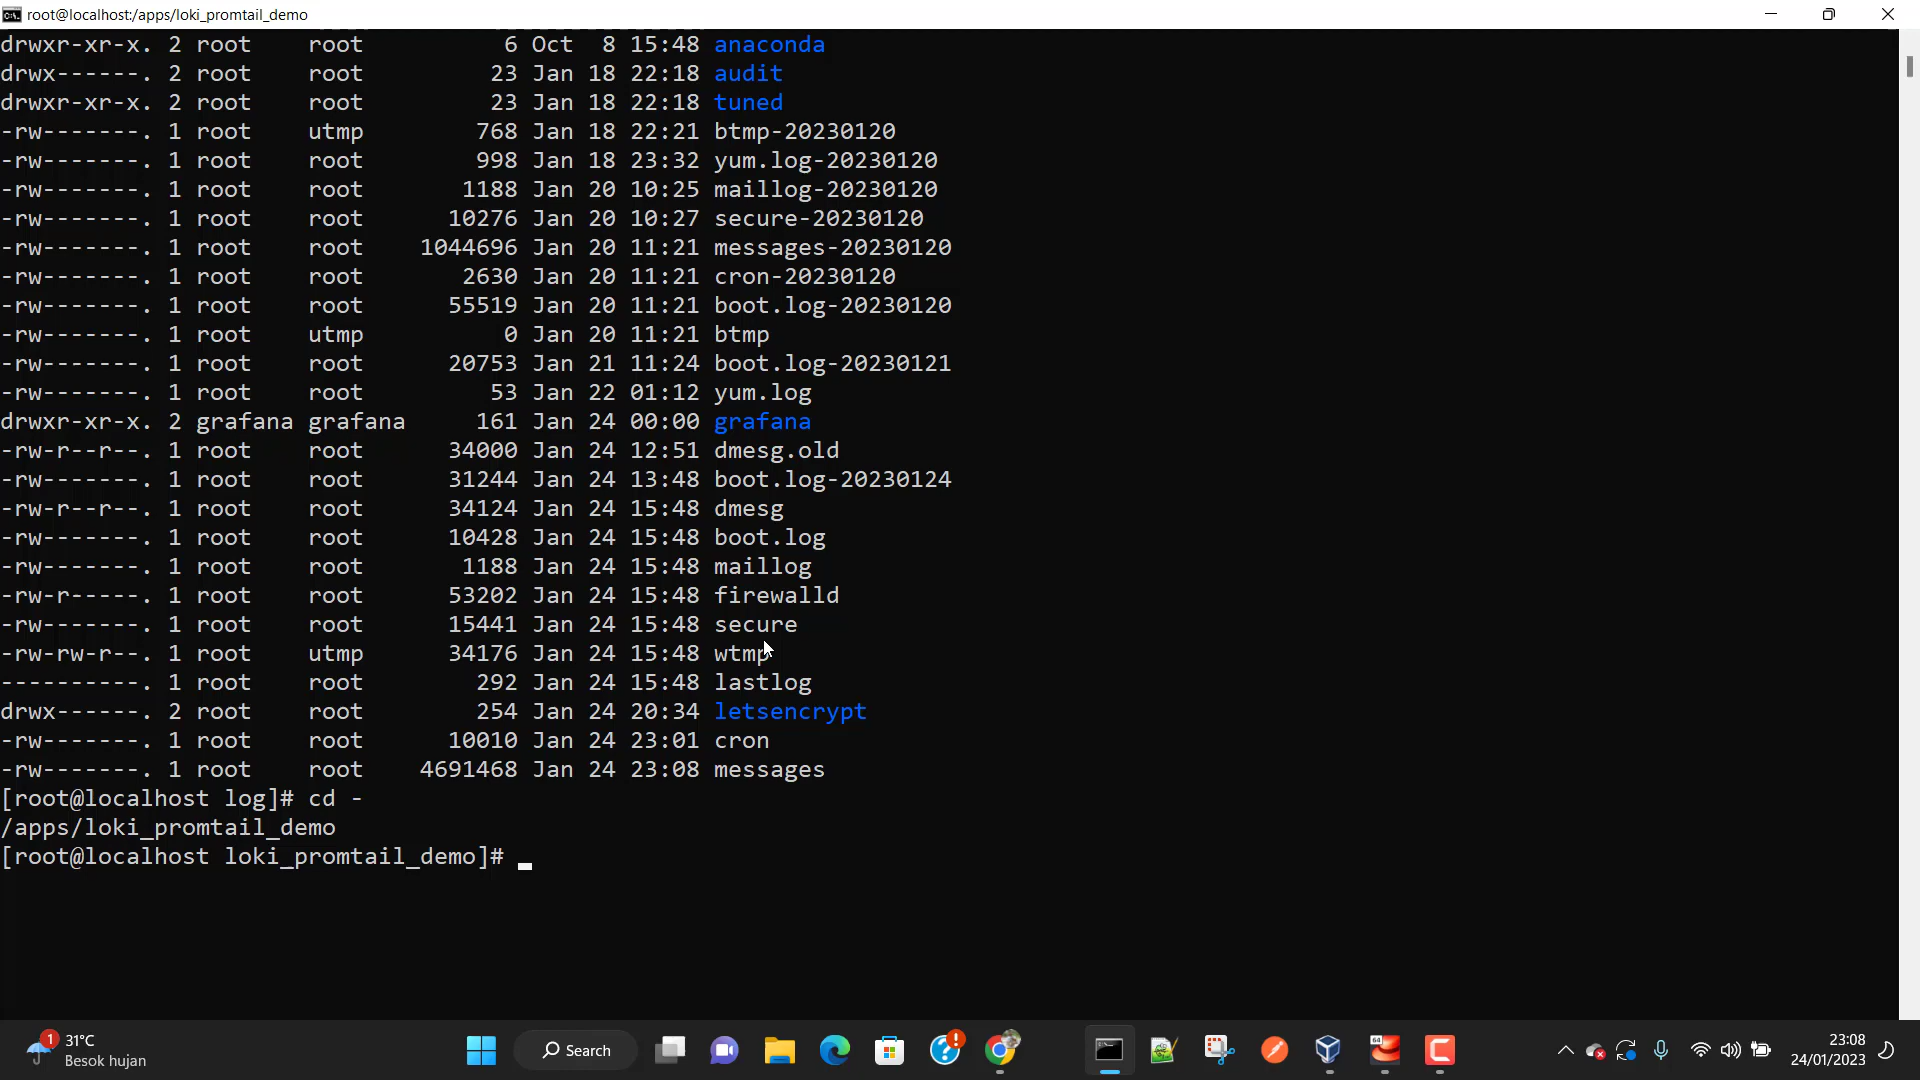 root@localhost:/apps/loki_promtail_demo
drwxr-xr-x. 2 root    root          6 Oct  8 15:48 anaconda
drwx------. 2 root    root         23 Jan 18 22:18 audit
drwxr-xr-x. 2 root    root         23 Jan 18 22:18 tuned
-rw-------. 1 root    utmp        768 Jan 18 22:21 btmp-20230120
-rw-------. 1 root    root        998 Jan 18 23:32 yum.log-20230120
-rw-------. 1 root    root       1188 Jan 20 10:25 maillog-20230120
-rw-------. 1 root    root      10276 Jan 20 10:27 secure-20230120
-rw-------. 1 root    root    1044696 Jan 20 11:21 messages-20230120
-rw-------. 1 root    root       2630 Jan 20 11:21 cron-20230120
-rw-------. 1 root    root      55519 Jan 20 11:21 boot.log-20230120
-rw-------. 1 root    utmp          0 Jan 20 11:21 btmp
-rw-------. 1 root    root      20753 Jan 21 11:24 boot.log-20230121
-rw-------. 1 root    root         53 Jan 22 01:12 yum.log
drwxr-xr-x. 2 grafana grafana     161 Jan 24 00:00 grafana
-rw-r--r--. 1 root    root      34000 Jan 24 12:51 dmesg.old
-rw-------. 1 root    root      31244 Jan 24 13:48 boot.log-20230124
-rw-r--r--. 1 root    root      34124 Jan 24 15:48 dmesg
-rw-------. 1 root    root      10428 Jan 24 15:48 boot.log
-rw-------. 1 root    root       1188 Jan 24 15:48 maillog
-rw-r-----. 1 root    root      53202 Jan 24 15:48 firewalld
-rw-------. 1 root    root      15441 Jan 24 15:48 secure
-rw-rw-r--. 1 root    utmp      34176 Jan 24 15:48 wtmp
----------. 1 root    root        292 Jan 24 15:48 lastlog
drwx------. 2 root    root        254 Jan 24 20:34 letsencrypt
-rw-------. 1 root    root      10010 Jan 24 23:01 cron
-rw-------. 1 root    root    4691468 Jan 24 23:08 messages
[root@localhost log]# cd -
/apps/loki_promtail_demo
[root@localhost loki_promtail_demo]#
1
31°C
Besok hujan
Search
64
23:08
24/01/2023